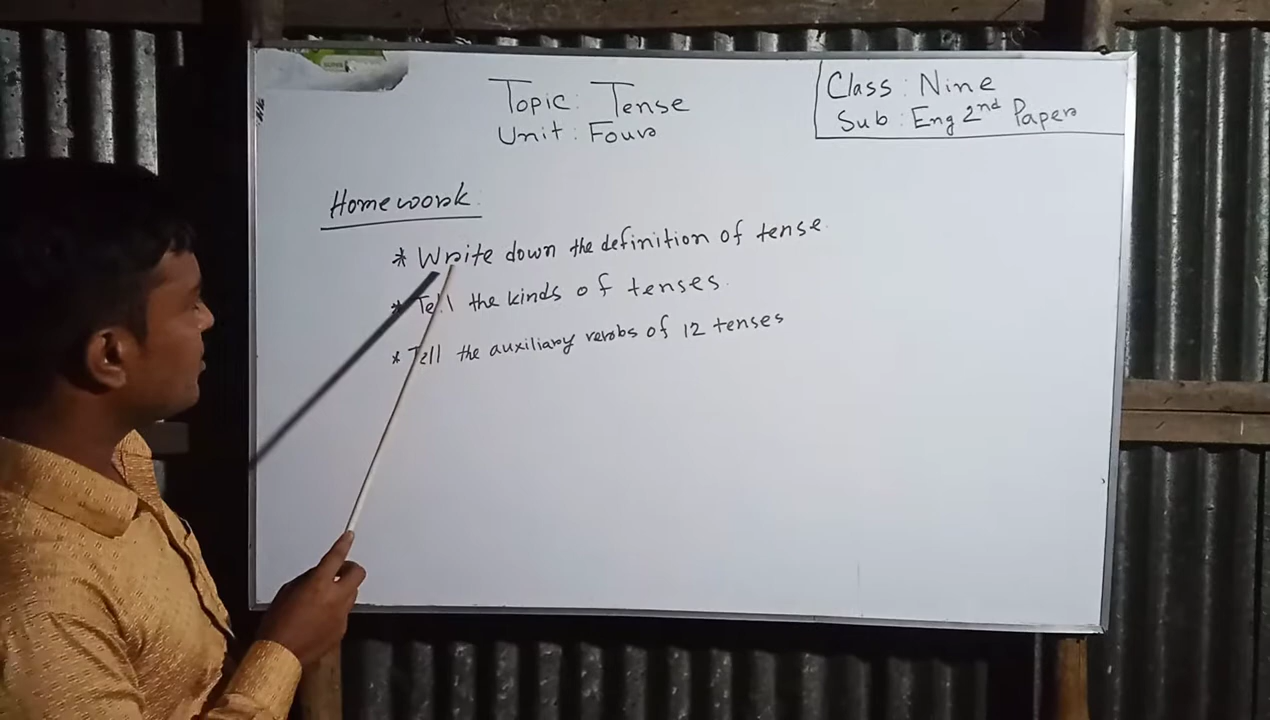 Topic: Tense
Unit: Four
Class: Nine
Sub: Eng 2nd Paper
Homework:
* Write down the definition of tense.
* Tell the kinds of tenses.
* Tell the auxiliary verbs of 12 tenses